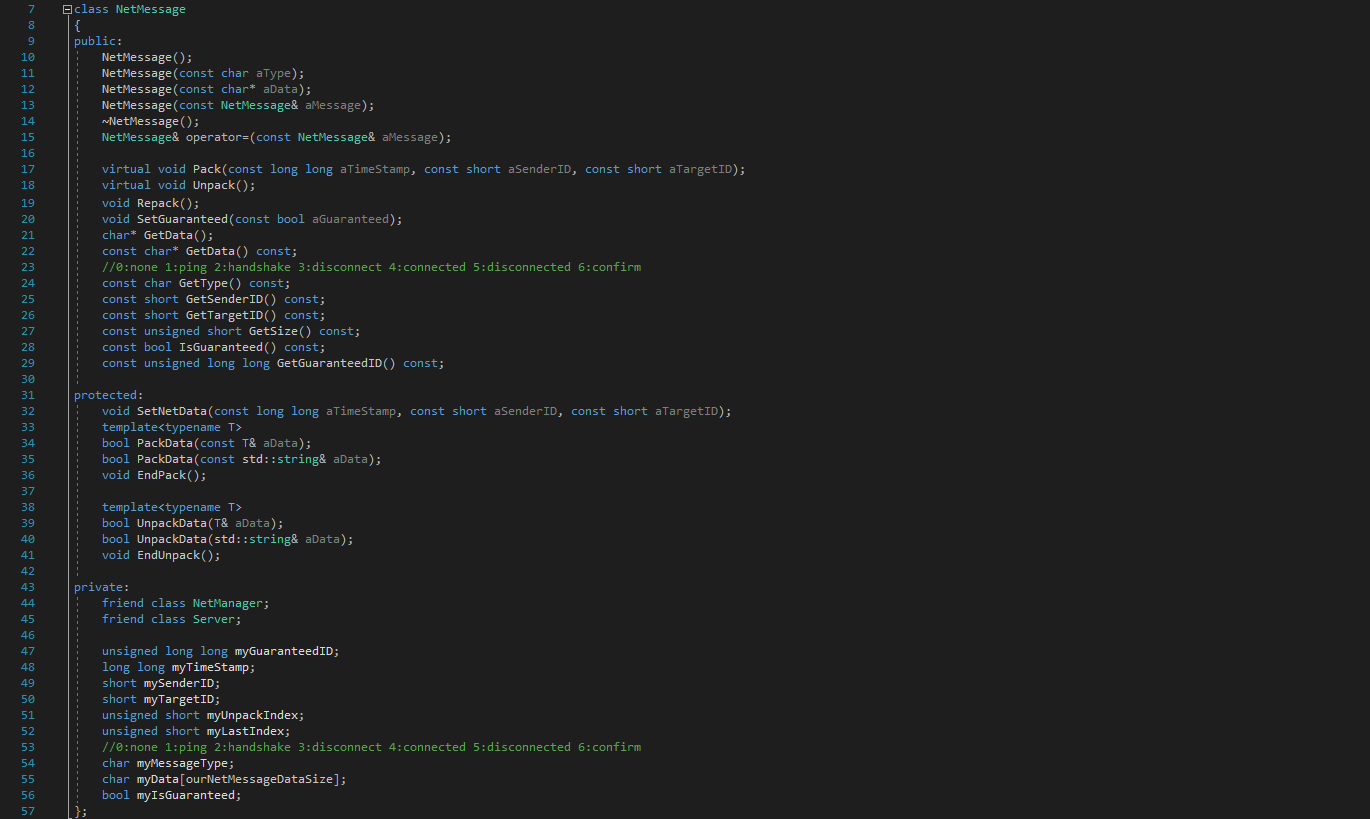 7 class NetMessage
8 {
9 public:
10 NetMessage();
11 NetMessage(const char aType);
12 NetMessage(const char* aData);
13 NetMessage(const NetMessage& aMessage);
14 ~NetMessage();
15 NetMessage& operator=(const NetMessage& aMessage);
16
17 virtual void Pack(const long long aTimeStamp, const short aSenderID, const short aTargetID);
18 virtual void Unpack();
19 void Repack();
20 void SetGuaranteed(const bool aGuaranteed);
21 char* GetData();
22 const char* GetData() const;
23 //0:none 1:ping 2:handshake 3:disconnect 4:connected 5:disconnected 6:confirm
24 const char GetType() const;
25 const short GetSenderID() const;
26 const short GetTargetID() const;
27 const unsigned short GetSize() const;
28 const bool IsGuaranteed() const;
29 const unsigned long long GetGuaranteedID() const;
30
31 protected:
32 void SetNetData(const long long aTimeStamp, const short aSenderID, const short aTargetID);
33 template<typename T>
34 bool PackData(const T& aData);
35 bool PackData(const std::string& aData);
36 void EndPack();
37
38 template<typename T>
39 bool UnpackData(T& aData);
40 bool UnpackData(std::string& aData);
41 void EndUnpack();
42
43 private:
44 friend class NetManager;
45 friend class Server;
46
47 unsigned long long myGuaranteedID;
48 long long myTimeStamp;
49 short mySenderID;
50 short myTargetID;
51 unsigned short myUnpackIndex;
52 unsigned short myLastIndex;
53 //0:none 1:ping 2:handshake 3:disconnect 4:connected 5:disconnected 6:confirm
54 char myMessageType;
55 char myData[ourNetMessageDataSize];
56 bool myIsGuaranteed;
57 };